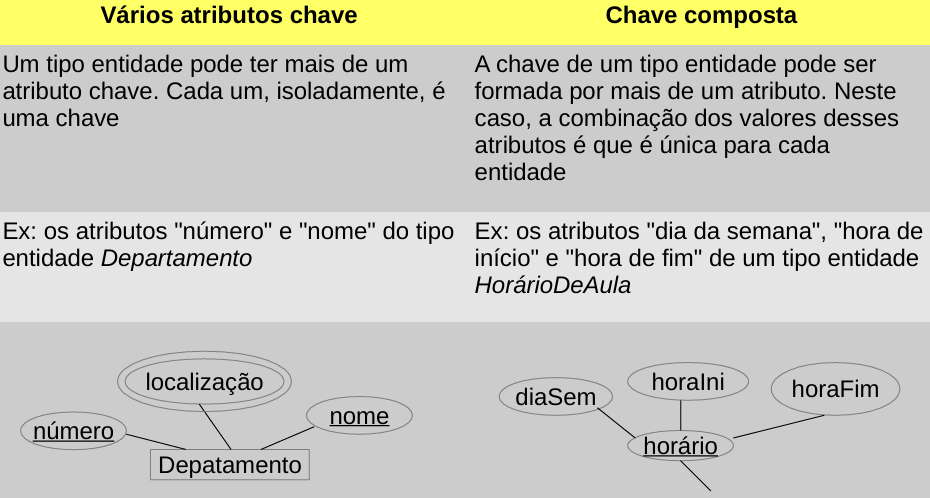 Vários atributos chave
Chave composta
Um tipo entidade pode ter mais de um
atributo chave. Cada um, isoladamente, é
uma chave
A chave de um tipo entidade pode ser
formada por mais de um atributo. Neste
caso, a combinação dos valores desses
atributos é que é única para cada
entidade
Ex: os atributos "número" e "nome" do tipo
entidade Departamento
Ex: os atributos "dia da semana", "hora de
início" e "hora de fim" de um tipo entidade
HorárioDeAula
localização
número
nome
Depatamento
diaSem
horaIni
horaFim
horário